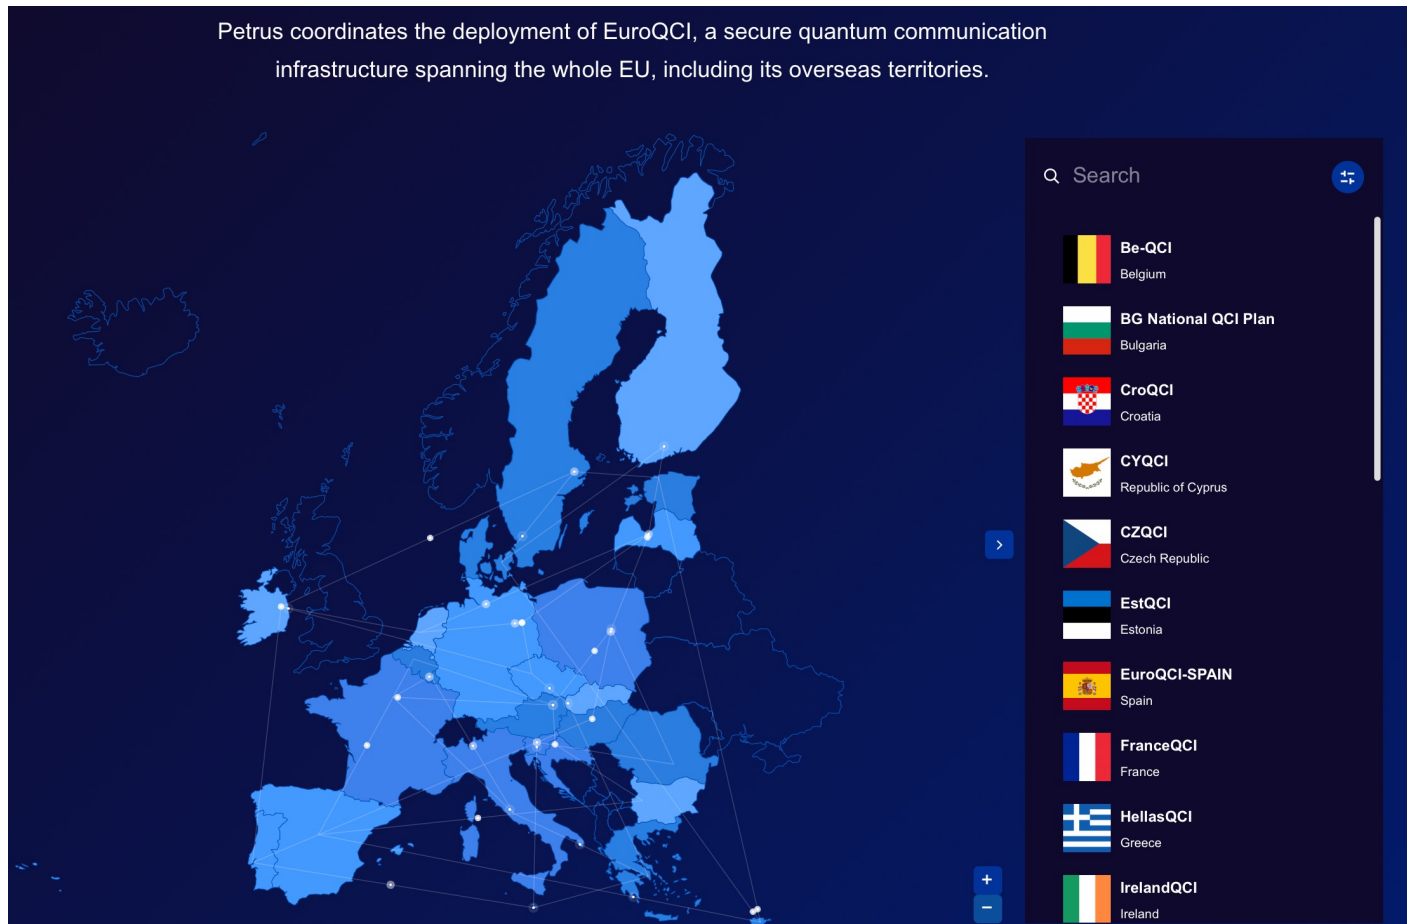 Petrus coordinates the deployment of EuroQCI, a secure quantum communication
infrastructure spanning the whole EU, including its overseas territories.
Search
Be-QCI
Belgium
BG National QCI Plan
Bulgaria
CroQCI
Croatia
CYQCI
Republic of Cyprus
CZQCI
Czech Republic
EstQCI
Estonia
EuroQCI-SPAIN
Spain
FranceQCI
France
HellasQCI
Greece
IrelandQCI
Ireland